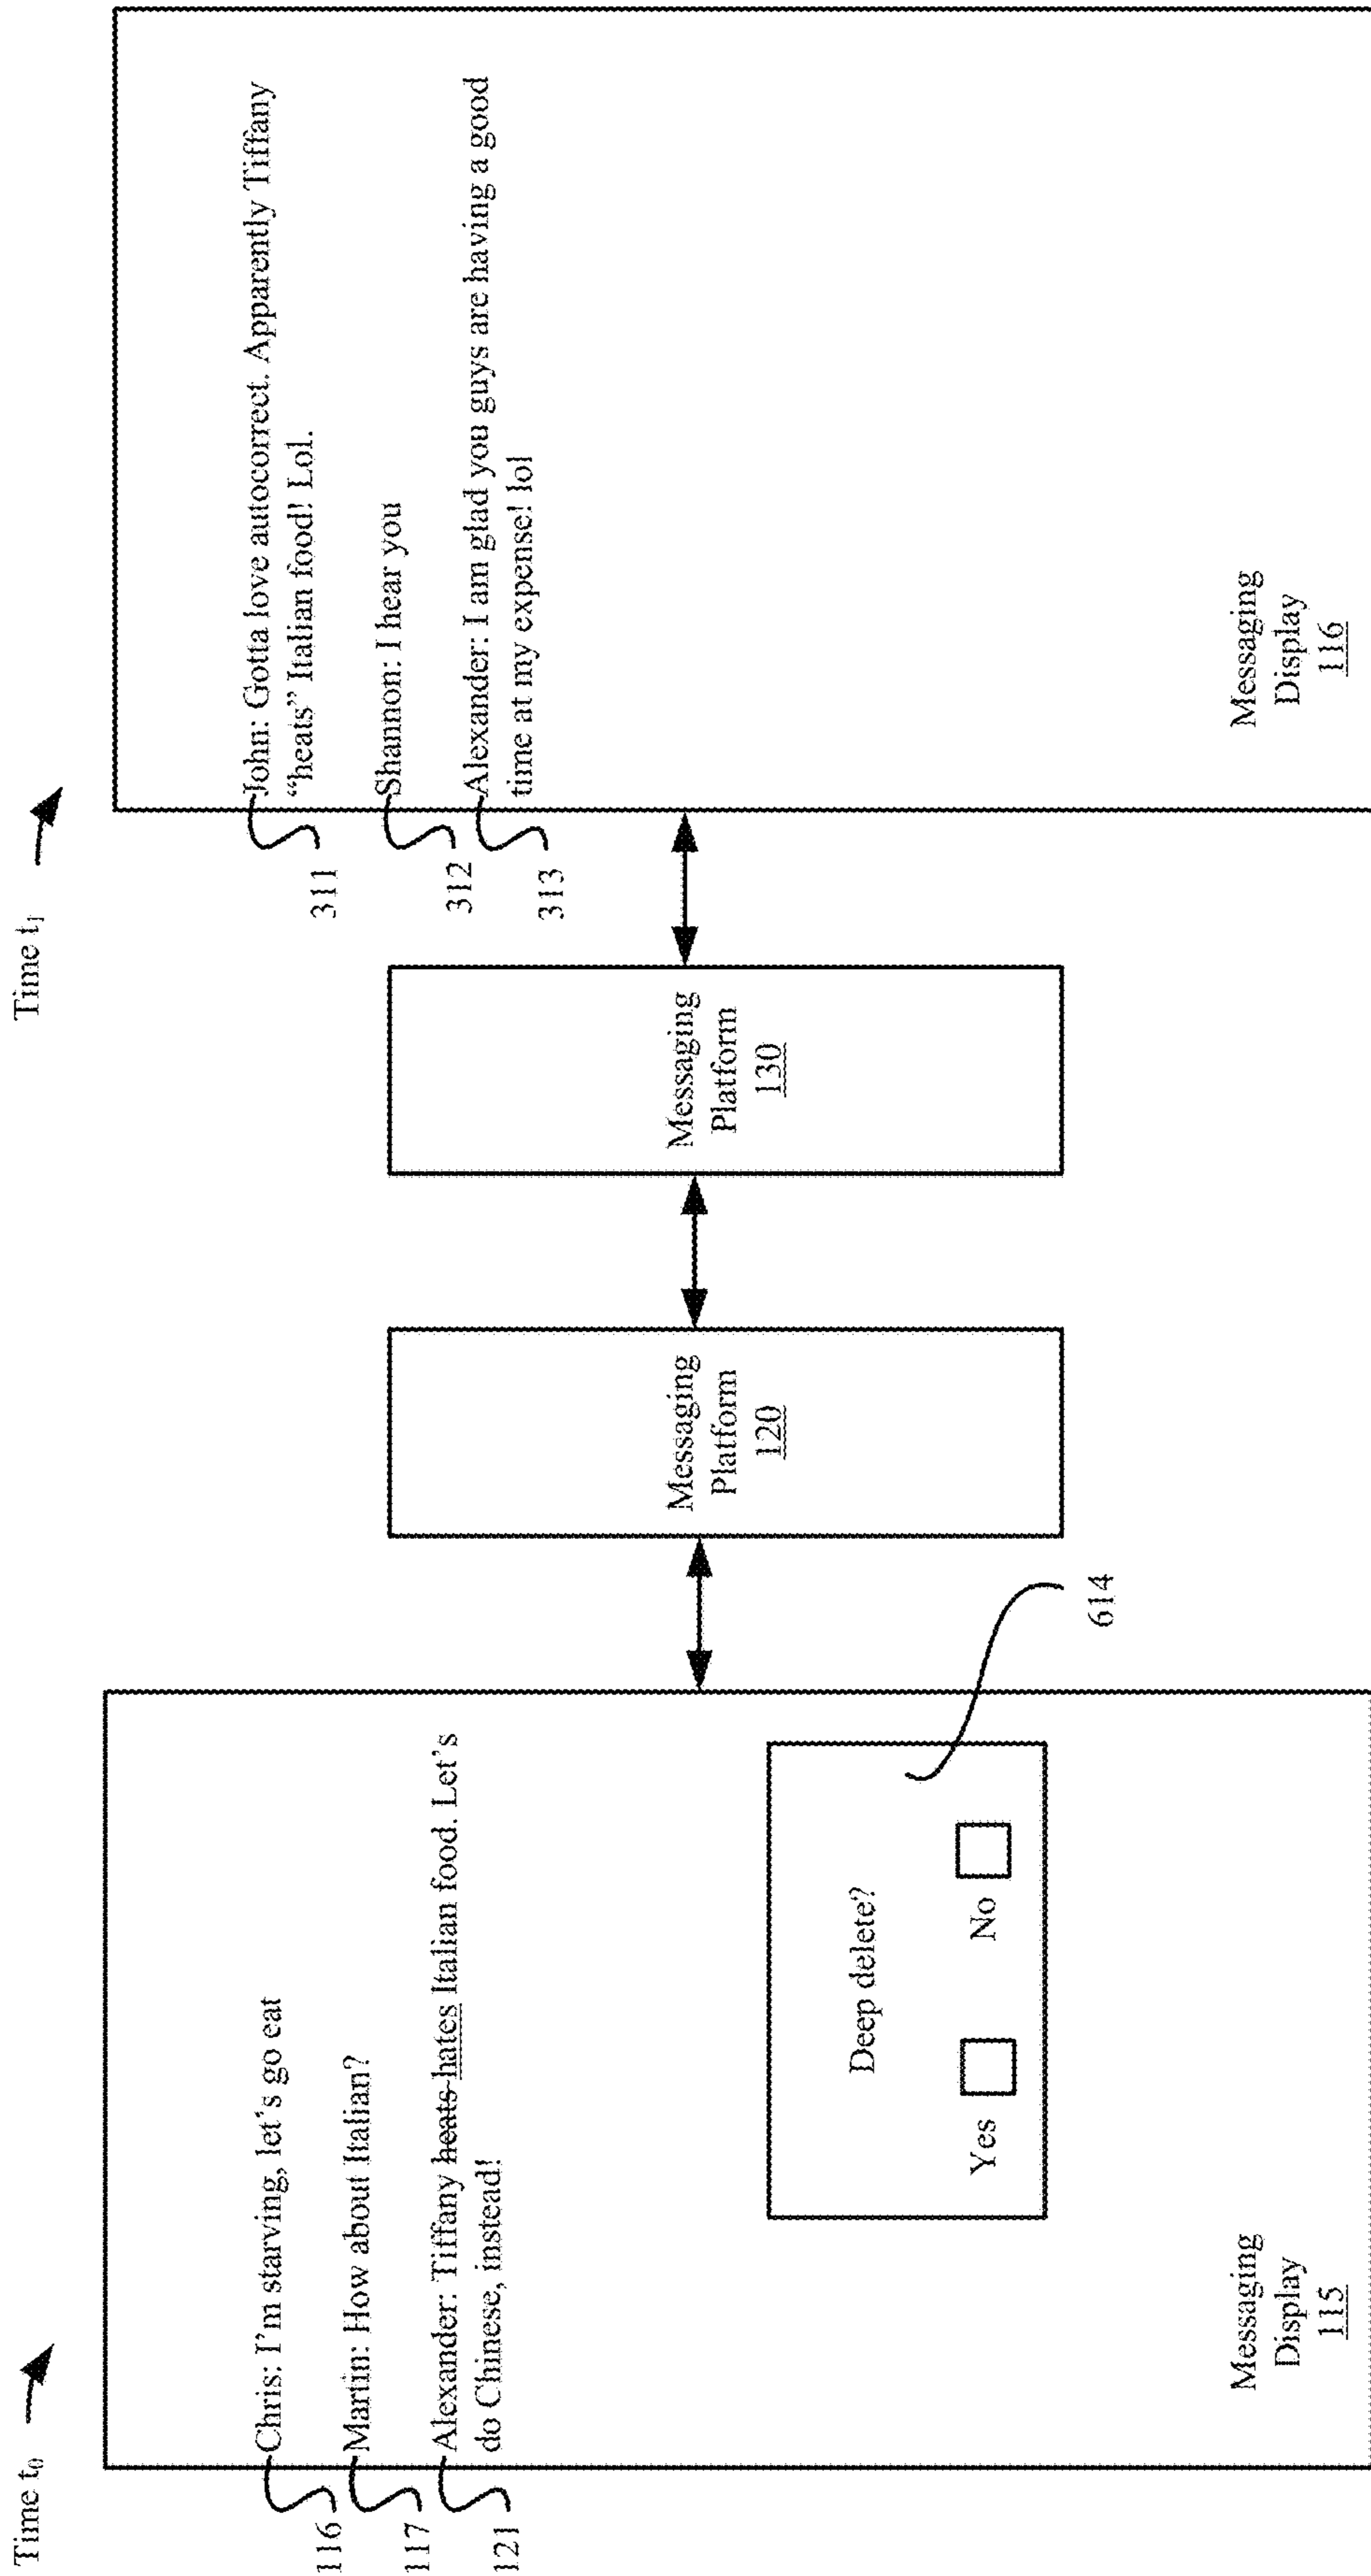 Time t₀
116
Chris: I'm starving, let's go eat
117
Martin: How about Italian?
121
Alexander: Tiffany heats hates Italian food. Let's
do Chinese, instead!
Deep delete?
Yes
No
614
Messaging
Display
115
Messaging
Platform
120
Messaging
Platform
130
Time t₁
311
John: Gotta love autocorrect. Apparently Tiffany
“heats” Italian food! Lol.
312
Shannon: I hear you
313
Alexander: I am glad you guys are having a good
time at my expense! lol
Messaging
Display
116